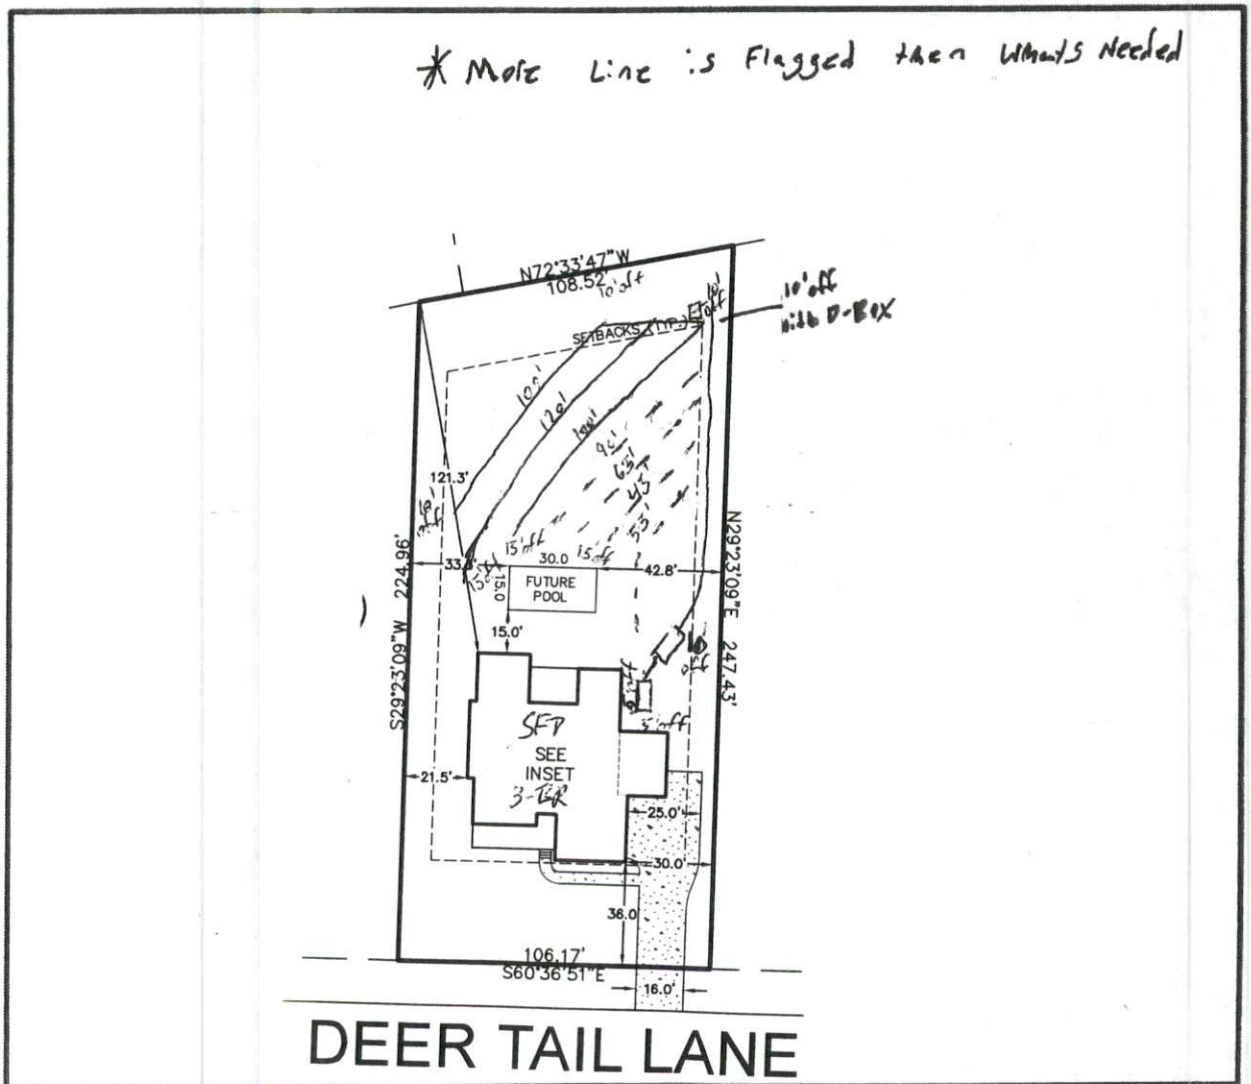 * More Line is Flagged then Whats Needed
N72°33'47"W
108.52'
10' off
10' off
10' off
with D-Box
SETBACKS (TYP.)
100'
120'
100'
90'
65'
45'
55'
121.3'
10' off
15' off
15' off
30.0
15.0
33.
42.8'
FUTURE
POOL
15.0'
S29°23'09"W 224.96'
N29°23'09"E 247.43'
5' off
SFD
SEE
INSET
3-BR
21.5'
25.0'
30.0'
36.0'
106.17'
S60°36'51"E
16.0'
DEER TAIL LANE